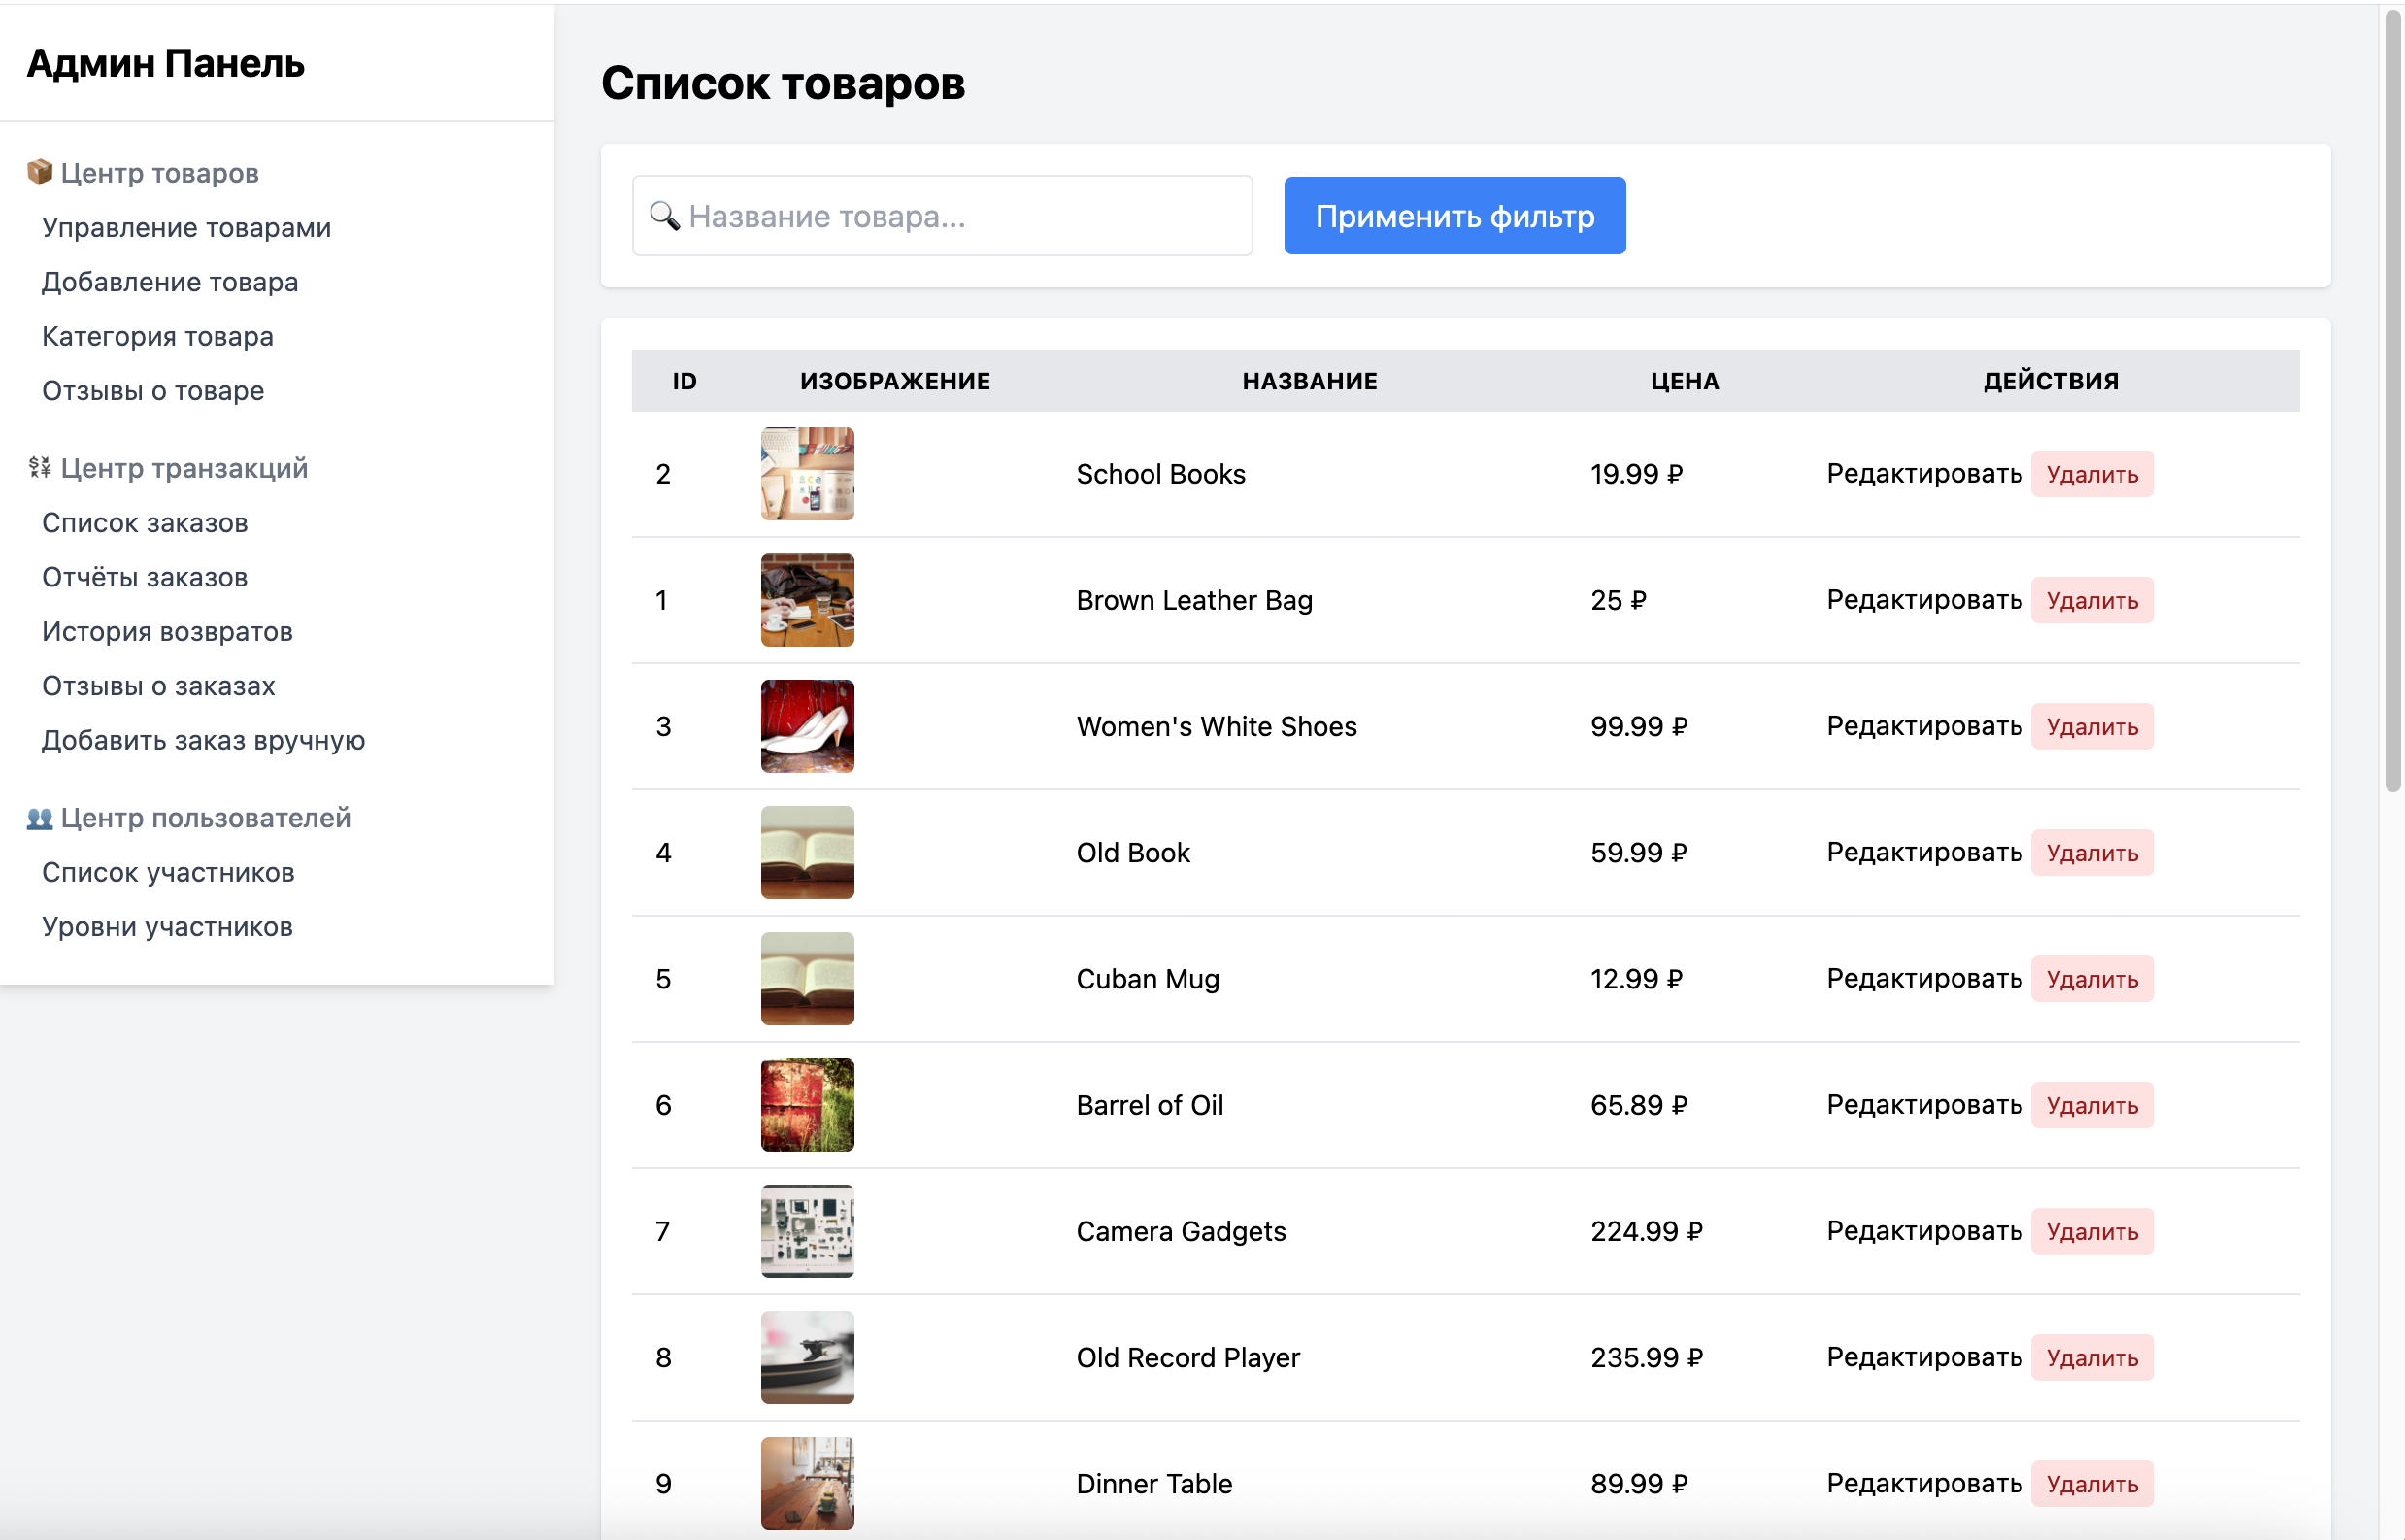 Админ Панель
📦 Центр товаров
Управление товарами
Добавление товара
Категория товара
Отзывы о товаре
💱 Центр транзакций
Список заказов
Отчёты заказов
История возвратов
Отзывы о заказах
Добавить заказ вручную
👥 Центр пользователей
Список участников
Уровни участников
Список товаров
🔍 Название товара...
Применить фильтр
ID ИЗОБРАЖЕНИЕ НАЗВАНИЕ ЦЕНА ДЕЙСТВИЯ
2 School Books 19.99 ₽ Редактировать Удалить
1 Brown Leather Bag 25 ₽ Редактировать Удалить
3 Women's White Shoes 99.99 ₽ Редактировать Удалить
4 Old Book 59.99 ₽ Редактировать Удалить
5 Cuban Mug 12.99 ₽ Редактировать Удалить
6 Barrel of Oil 65.89 ₽ Редактировать Удалить
7 Camera Gadgets 224.99 ₽ Редактировать Удалить
8 Old Record Player 235.99 ₽ Редактировать Удалить
9 Dinner Table 89.99 ₽ Редактировать Удалить